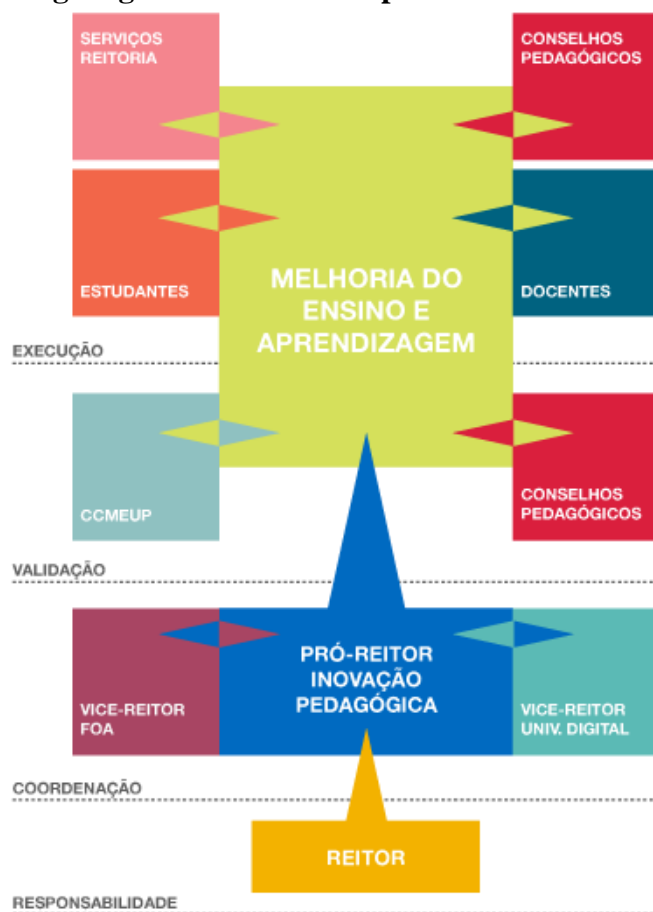 SERVIÇOS
REITORIA
CONSELHOS
PEDAGÓGICOS
MELHORIA DO
ENSINO E
APRENDIZAGEM
ESTUDANTES
DOCENTES
EXECUÇÃO
CCMEUP
CONSELHOS
PEDAGÓGICOS
VALIDAÇÃO
PRÓ-REITOR
INOVAÇÃO
PEDAGÓGICA
VICE-REITOR
FOA
VICE-REITOR
UNIV. DIGITAL
COORDENAÇÃO
REITOR
RESPONSABILIDADE